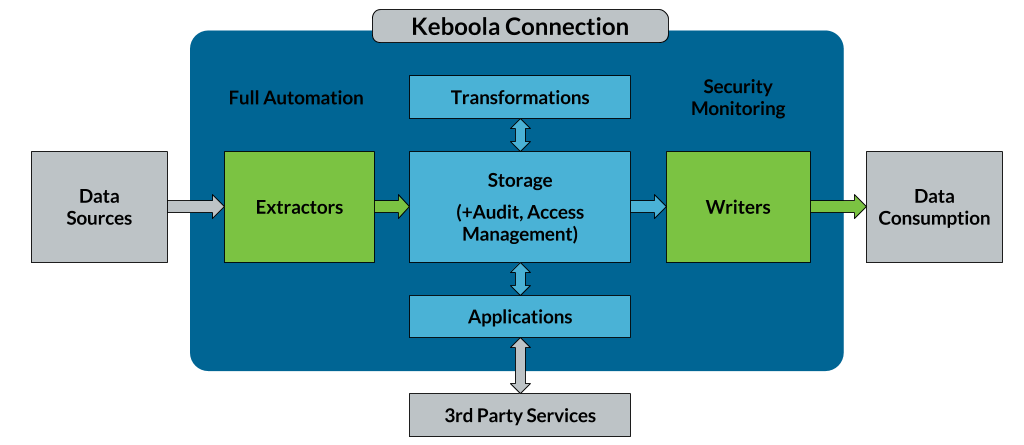 Keboola Connection
Full Automation
Transformations
Security
Monitoring
Data
Sources
Extractors
Storage
(+Audit, Access
Management)
Writers
Data
Consumption
Applications
3rd Party Services